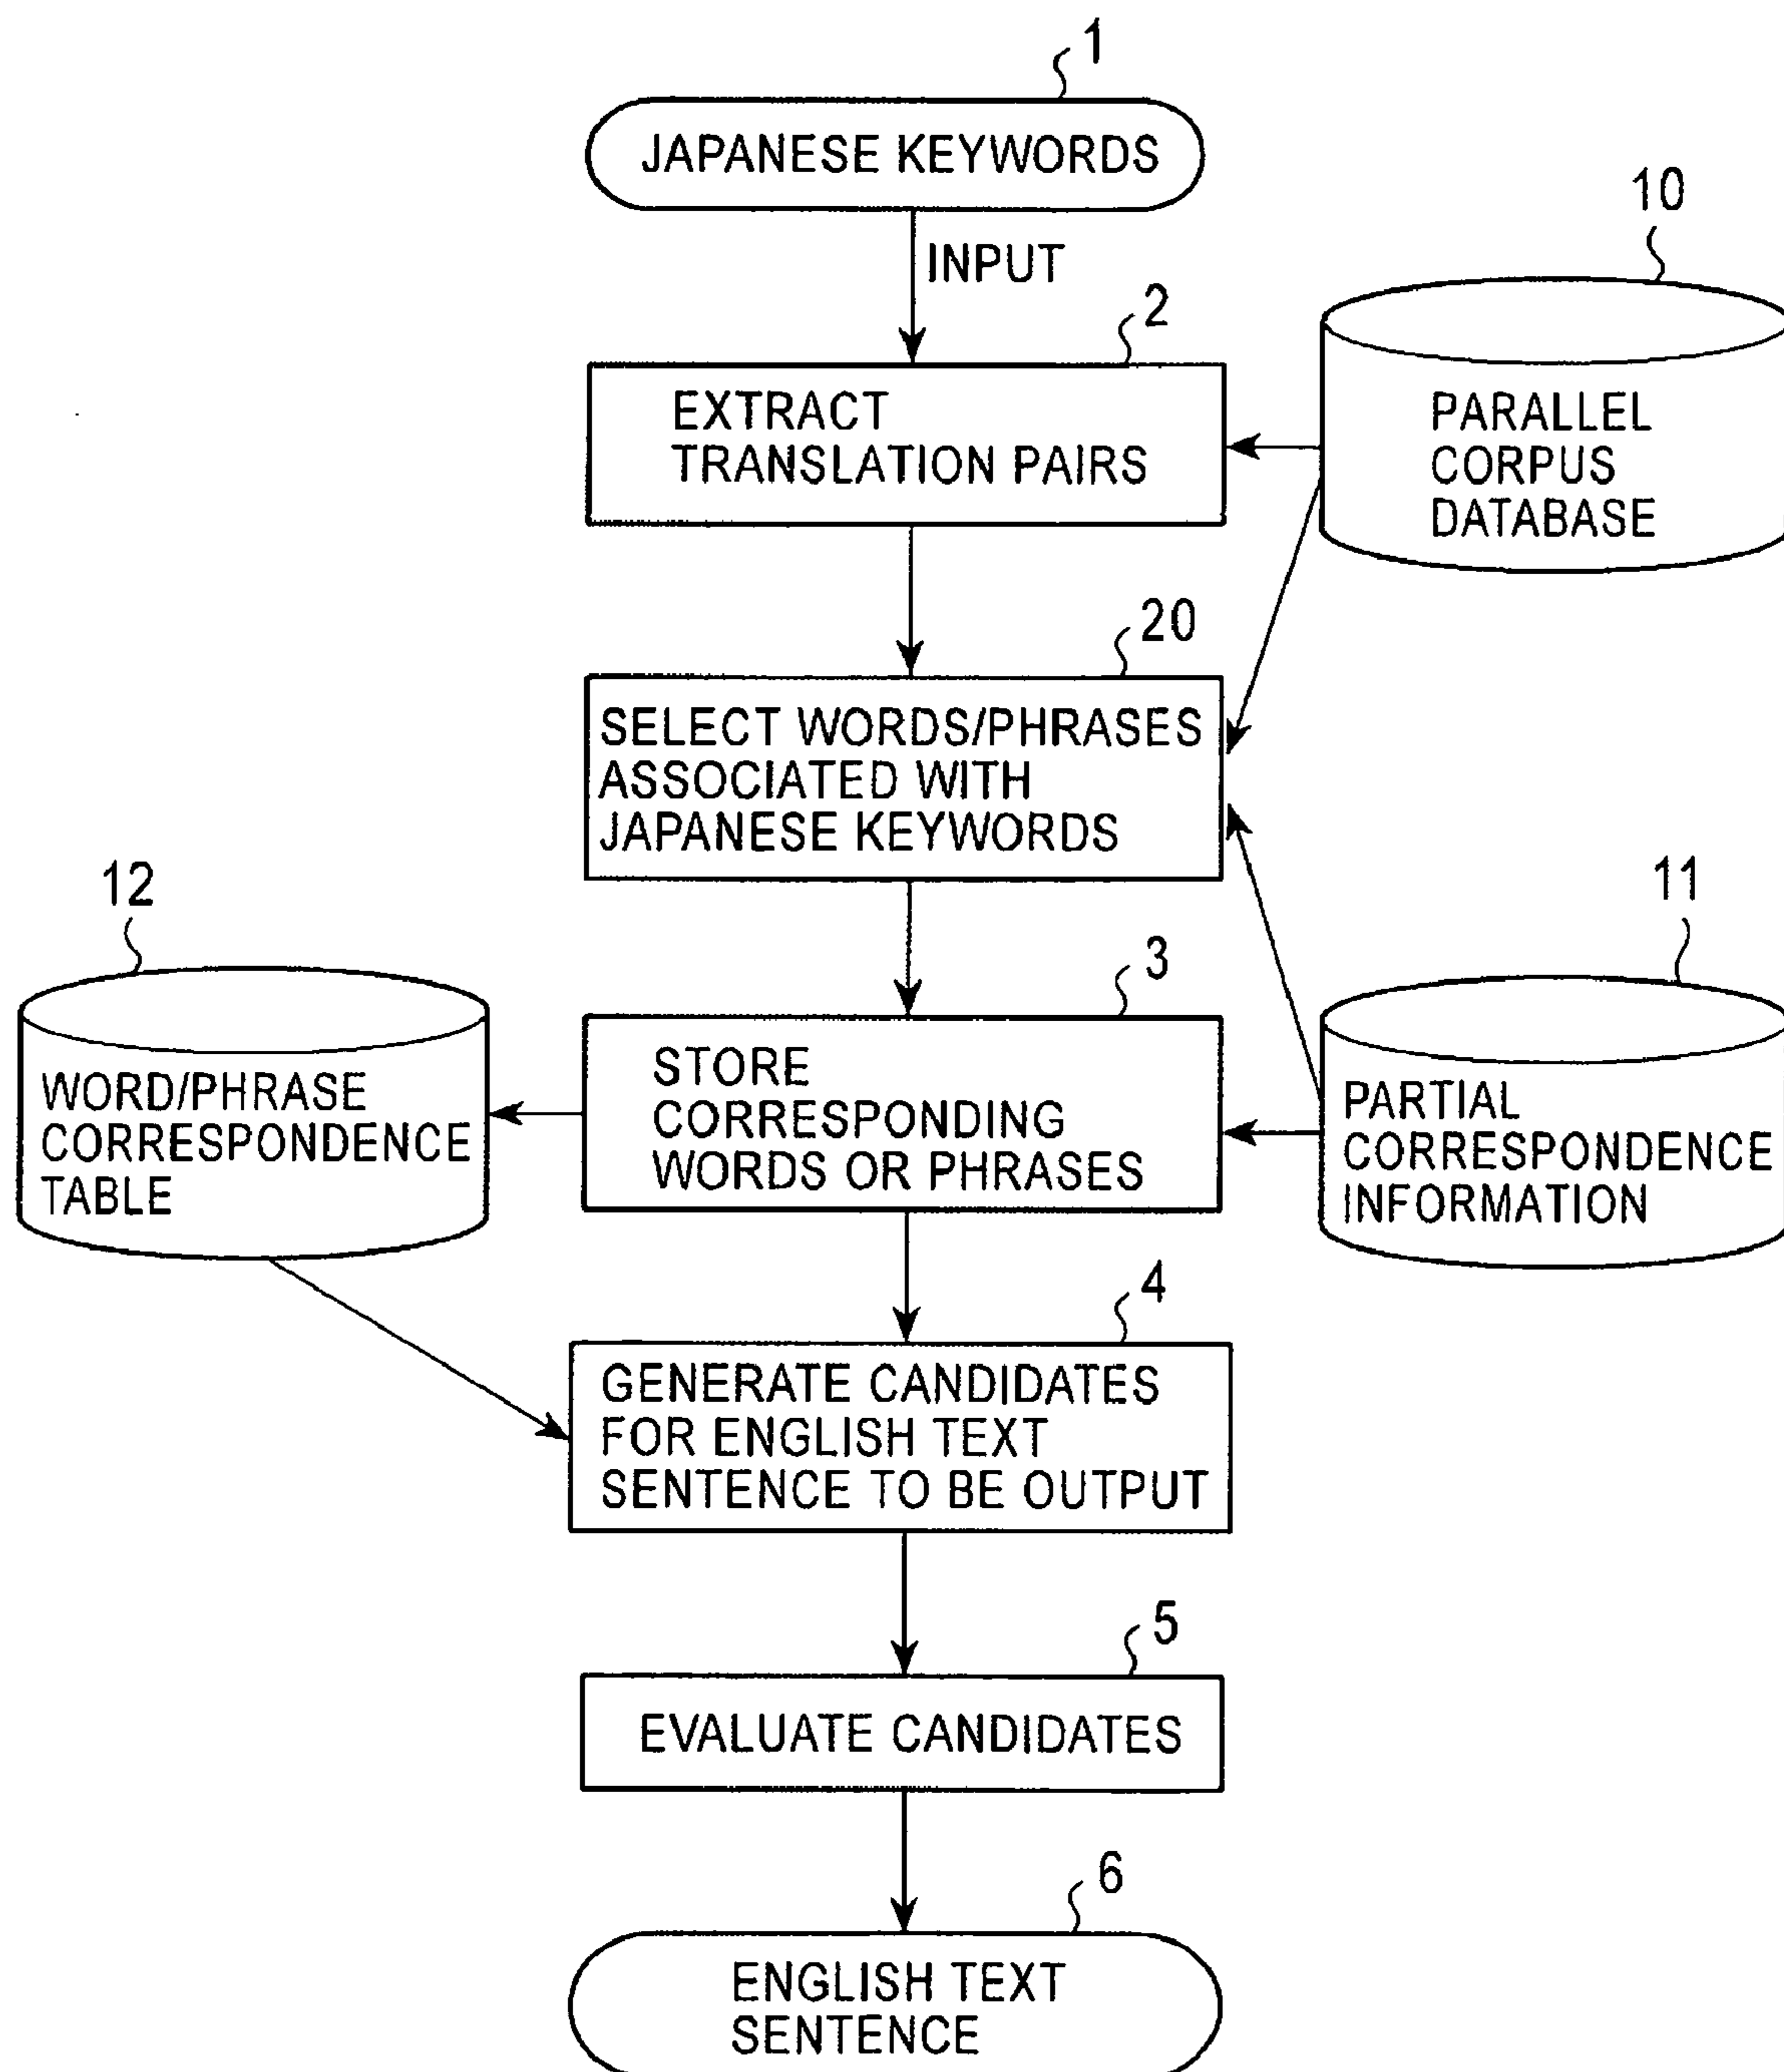 1
JAPANESE KEYWORDS
INPUT
10
PARALLEL
CORPUS
DATABASE
2
EXTRACT
TRANSLATION PAIRS
20
SELECT WORDS/PHRASES
ASSOCIATED WITH
JAPANESE KEYWORDS
12
WORD/PHRASE
CORRESPONDENCE
TABLE
3
STORE
CORRESPONDING
WORDS OR PHRASES
11
PARTIAL
CORRESPONDENCE
INFORMATION
4
GENERATE CANDIDATES
FOR ENGLISH TEXT
SENTENCE TO BE OUTPUT
5
EVALUATE CANDIDATES
6
ENGLISH TEXT
SENTENCE